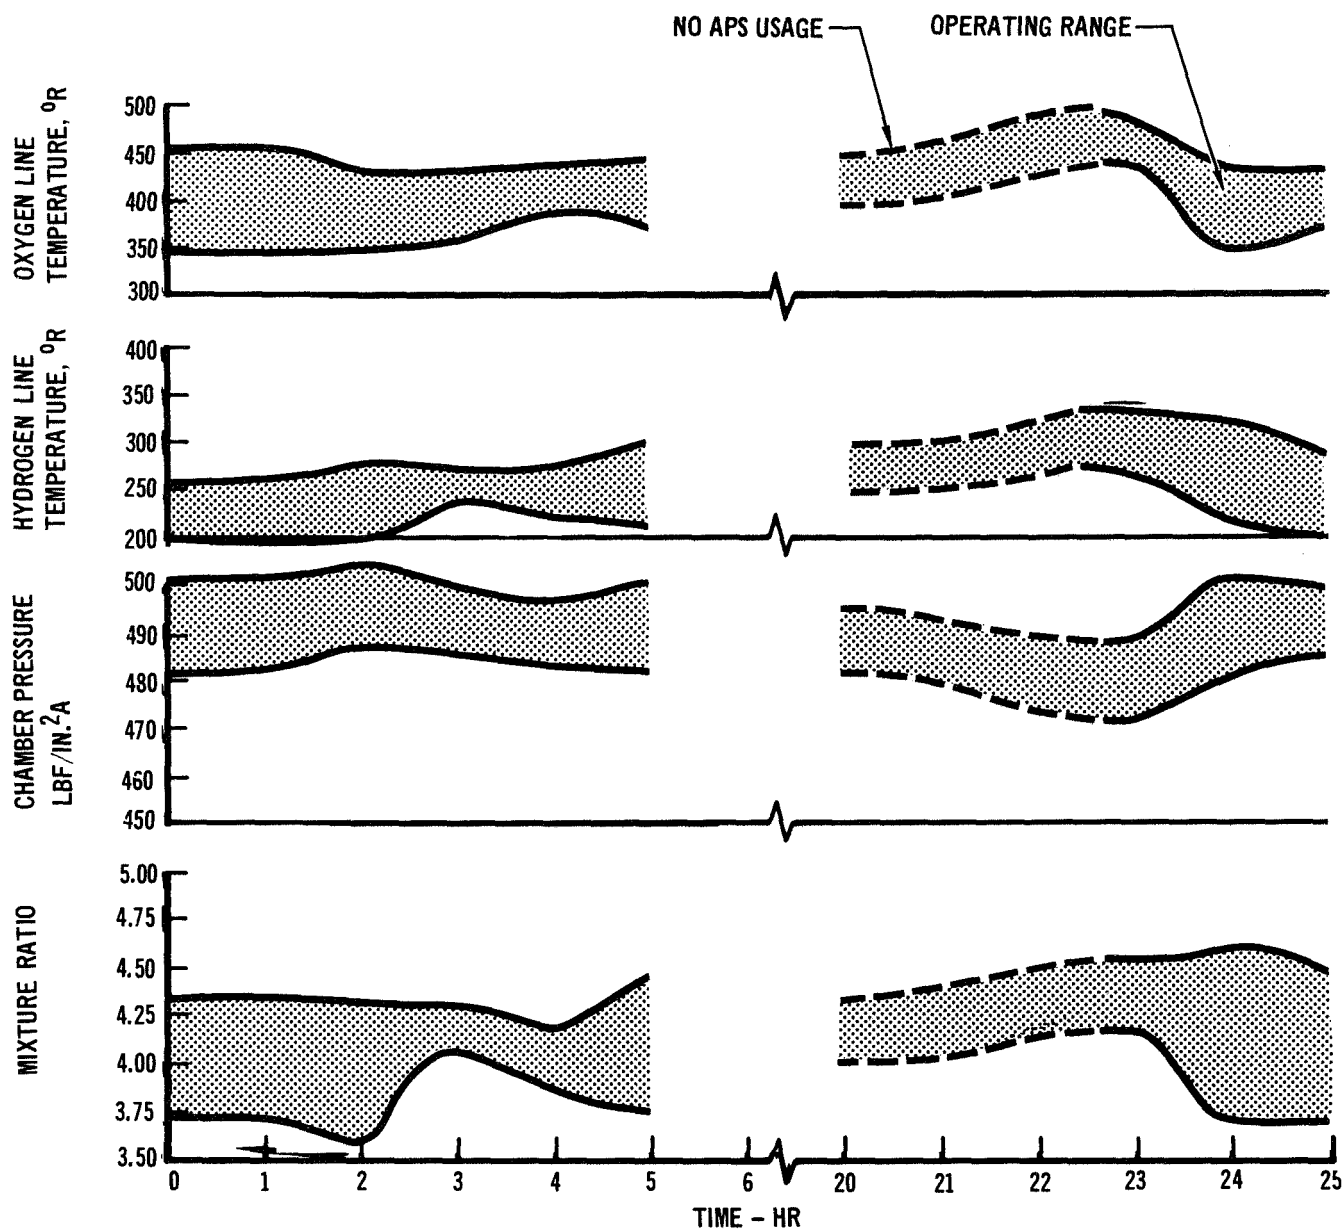 NO APS USAGE
OPERATING RANGE
OXYGEN LINE
TEMPERATURE, °R
500
450
400
350
300
HYDROGEN LINE
TEMPERATURE, °R
400
350
300
250
200
CHAMBER PRESSURE
LBF/IN.²A
500
490
480
470
460
450
MIXTURE RATIO
5.00
4.75
4.50
4.25
4.00
3.75
3.50
0 1 2 3 4 5 6 20 21 22 23 24 25
TIME - HR